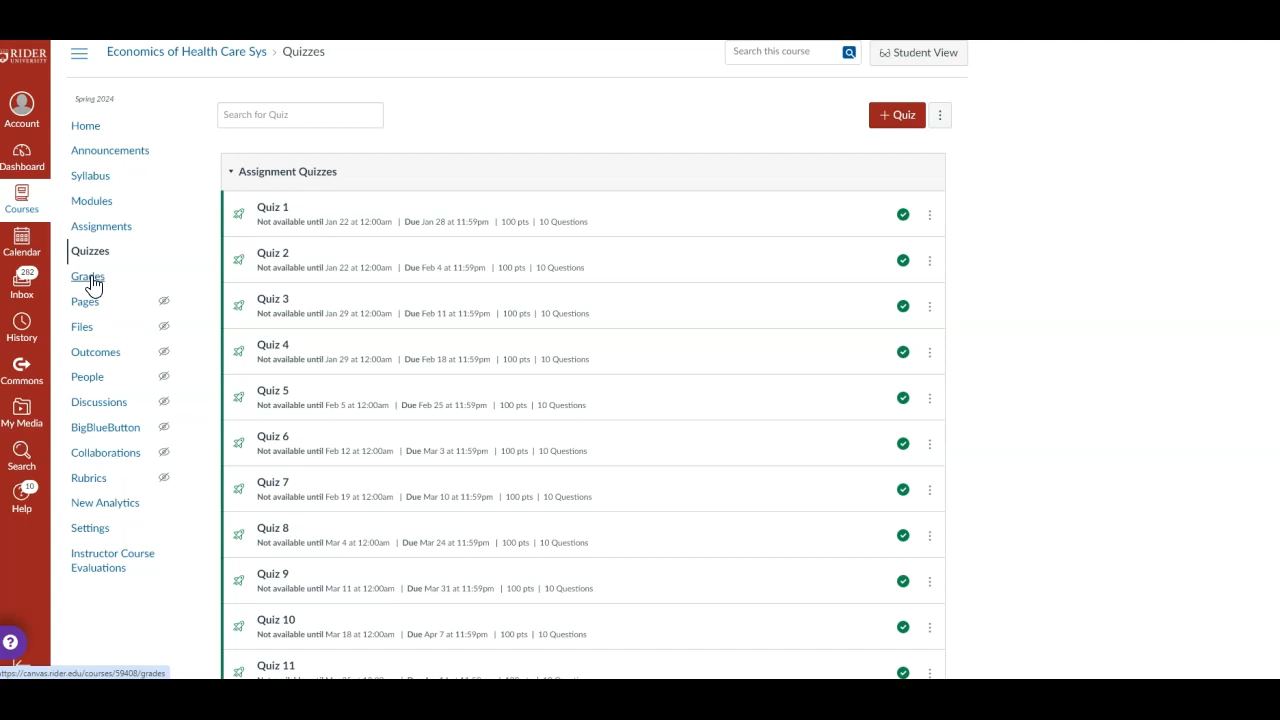 RIDER
UNIVERSITY
Economics of Health Care Sys > Quizzes
Search this course
Student View
Account
Dashboard
Courses
Calendar
282
Inbox
History
Commons
My Media
Search
10
Help
?
Spring 2024
Home
Announcements
Syllabus
Modules
Assignments
Quizzes
Grades
Pages
Files
Outcomes
People
Discussions
BigBlueButton
Collaborations
Rubrics
New Analytics
Settings
Instructor Course
Evaluations
Search for Quiz
+ Quiz
Assignment Quizzes
Quiz 1
Not available until Jan 22 at 12:00am | Due Jan 28 at 11:59pm | 100 pts | 10 Questions
Quiz 2
Not available until Jan 22 at 12:00am | Due Feb 4 at 11:59pm | 100 pts | 10 Questions
Quiz 3
Not available until Jan 29 at 12:00am | Due Feb 11 at 11:59pm | 100 pts | 10 Questions
Quiz 4
Not available until Jan 29 at 12:00am | Due Feb 18 at 11:59pm | 100 pts | 10 Questions
Quiz 5
Not available until Feb 5 at 12:00am | Due Feb 25 at 11:59pm | 100 pts | 10 Questions
Quiz 6
Not available until Feb 12 at 12:00am | Due Mar 3 at 11:59pm | 100 pts | 10 Questions
Quiz 7
Not available until Feb 19 at 12:00am | Due Mar 10 at 11:59pm | 100 pts | 10 Questions
Quiz 8
Not available until Mar 4 at 12:00am | Due Mar 24 at 11:59pm | 100 pts | 10 Questions
Quiz 9
Not available until Mar 11 at 12:00am | Due Mar 31 at 11:59pm | 100 pts | 10 Questions
Quiz 10
Not available until Mar 18 at 12:00am | Due Apr 7 at 11:59pm | 100 pts | 10 Questions
Quiz 11
https://canvas.rider.edu/courses/59408/grades